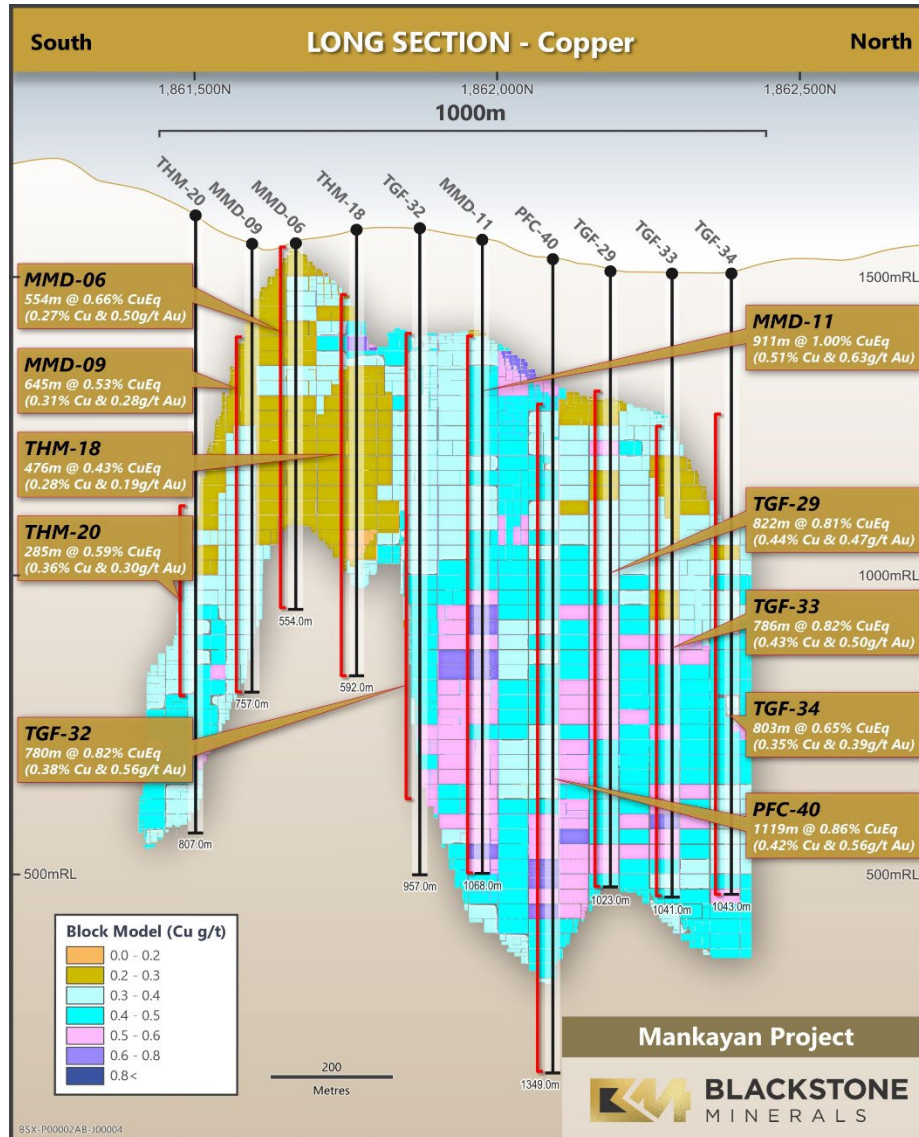 South
LONG SECTION - Copper
North
1,861,500N
1,862,000N
1,862,500N
1000m
THM-20
MMD-09
MMD-06
THM-18
TGF-32
MMD-11
PFC-40
TGF-29
TGF-33
TGF-34
1500mRL
MMD-06
554m @ 0.66% CuEq
(0.27% Cu & 0.50g/t Au)
MMD-09
645m @ 0.53% CuEq
(0.31% Cu & 0.28g/t Au)
THM-18
476m @ 0.43% CuEq
(0.28% Cu & 0.19g/t Au)
THM-20
285m @ 0.59% CuEq
(0.36% Cu & 0.30g/t Au)
TGF-32
780m @ 0.82% CuEq
(0.38% Cu & 0.56g/t Au)
MMD-11
911m @ 1.00% CuEq
(0.51% Cu & 0.63g/t Au)
TGF-29
822m @ 0.81% CuEq
(0.44% Cu & 0.47g/t Au)
1000mRL
TGF-33
786m @ 0.82% CuEq
(0.43% Cu & 0.50g/t Au)
TGF-34
803m @ 0.65% CuEq
(0.35% Cu & 0.39g/t Au)
PFC-40
1119m @ 0.86% CuEq
(0.42% Cu & 0.56g/t Au)
554.0m
592.0m
757.0m
807.0m
957.0m
1068.0m
1023.0m
1041.0m
1043.0m
1349.0m
500mRL
500mRL
Block Model (Cu g/t)
0.0 - 0.2
0.2 - 0.3
0.3 - 0.4
0.4 - 0.5
0.5 - 0.6
0.6 - 0.8
0.8<
200
Metres
Mankayan Project
BLACKSTONE
MINERALS
BSX-P00002AB-J00004